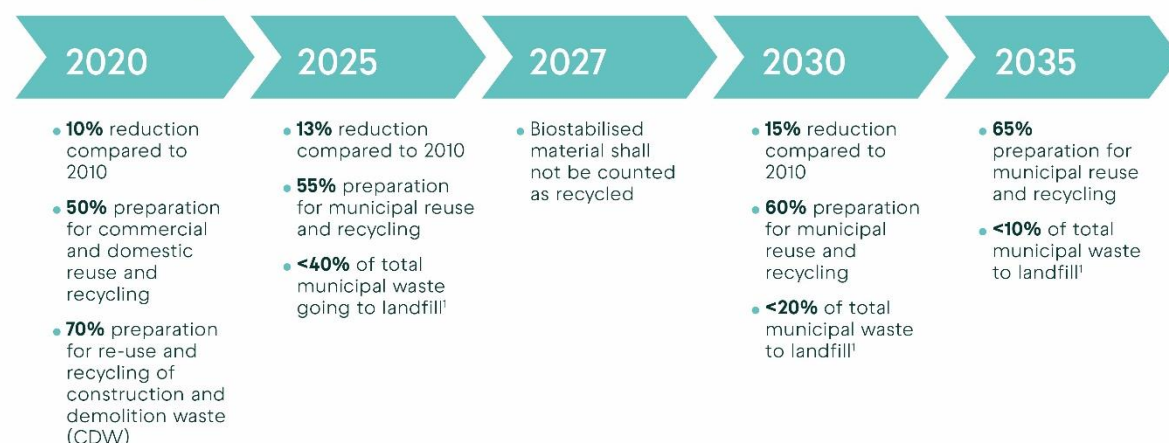 2020
10% reduction
compared to
2010
50% preparation
for commercial
and domestic
reuse and
recycling
70% preparation
for re-use and
recycling of
construction and
demolition waste
(CDW)
2025
13% reduction
compared to 2010
55% preparation
for municipal reuse
and recycling
<40% of total
municipal waste
going to landfill¹
2027
Biostabilised
material shall
not be counted
as recycled
2030
15% reduction
compared to
2010
60% preparation
for municipal
reuse and
recycling
<20% of total
municipal waste
to landfill¹
2035
65%
preparation for
municipal reuse
and recycling
<10% of total
municipal waste
to landfill¹